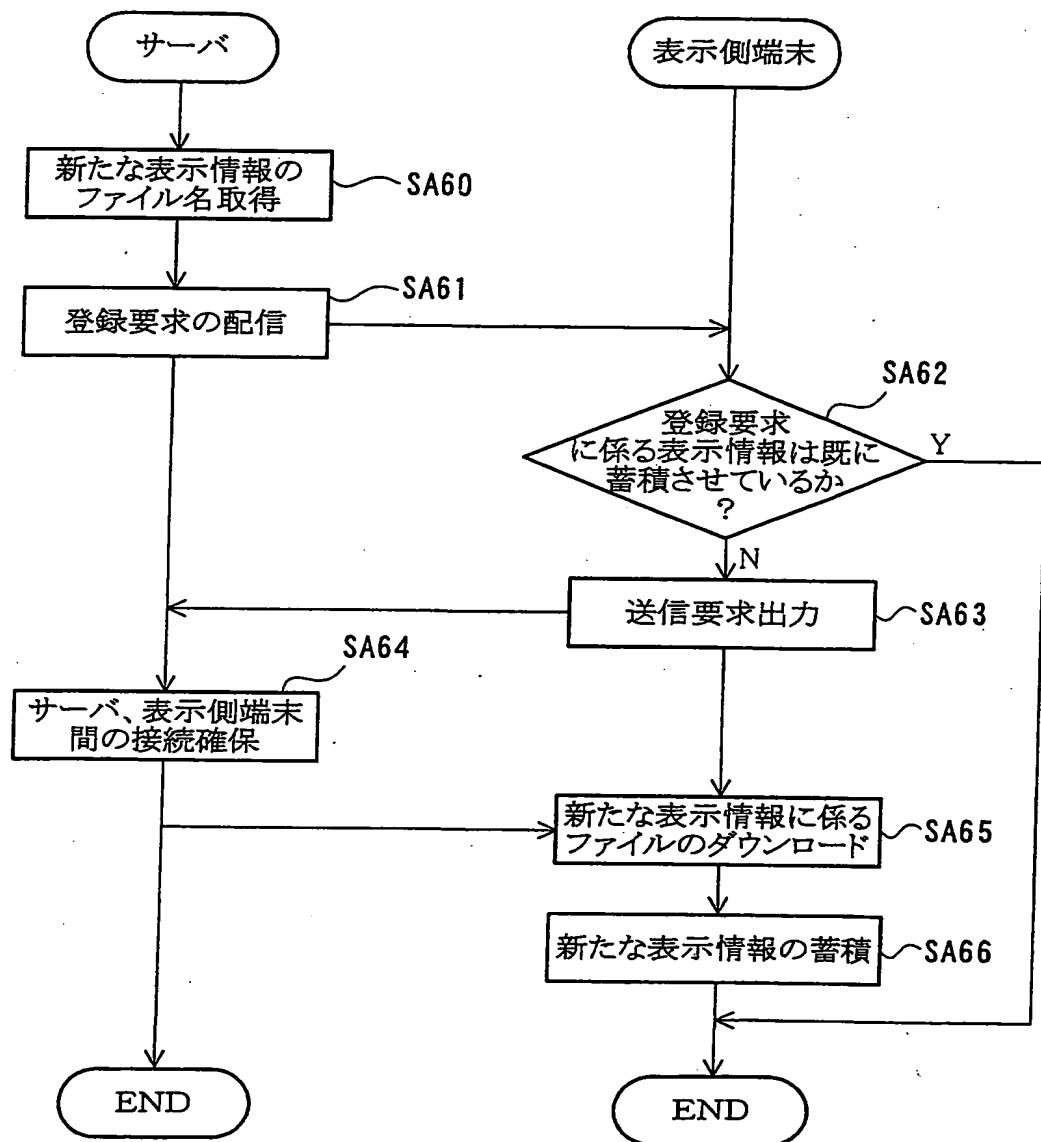 サーバ
表示側端末
新たな表示情報の
ファイル名取得
SA60
登録要求の配信
SA61
SA62
登録要求
に係る表示情報は既に
蓄積させているか
?
Y
N
送信要求出力
SA63
SA64
サーバ、表示側端末
間の接続確保
新たな表示情報に係る
ファイルのダウンロード
SA65
新たな表示情報の蓄積
SA66
END
END